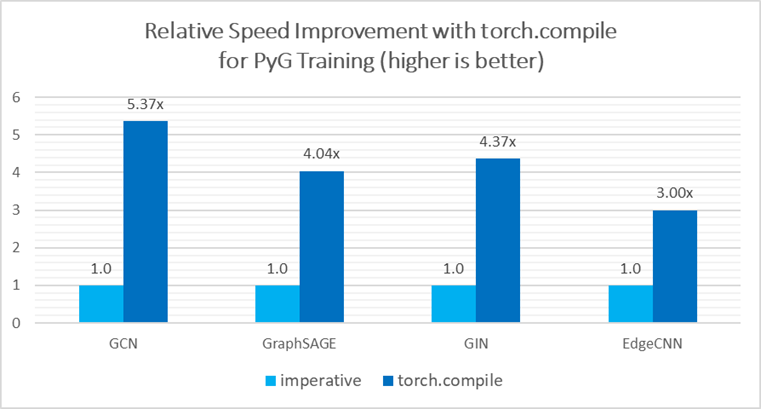 Relative Speed Improvement with torch.compile
for PyG Training (higher is better)
6
5
4
3
2
1
0
5.37x
4.04x
4.37x
3.00x
1.0
1.0
1.0
1.0
GCN
GraphSAGE
GIN
EdgeCNN
imperative
torch.compile